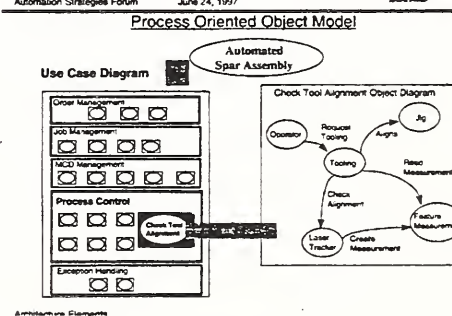 Automation Strategies Forum June 24, 1997
Process Oriented Object Model
Automated
Spar Assembly
Use Case Diagram
Order Management
Job Management
MCD Management
Process Control
Check Tool
Alignment
Exception Handling
Check Tool Alignment Object Diagram
Operator
Request
Tooling
Tooling
Aligns
Jig
Read
Measurement
Check
Alignment
Laser
Tracker
Create
Measurement
Feature
Measurem
Architecture Elements